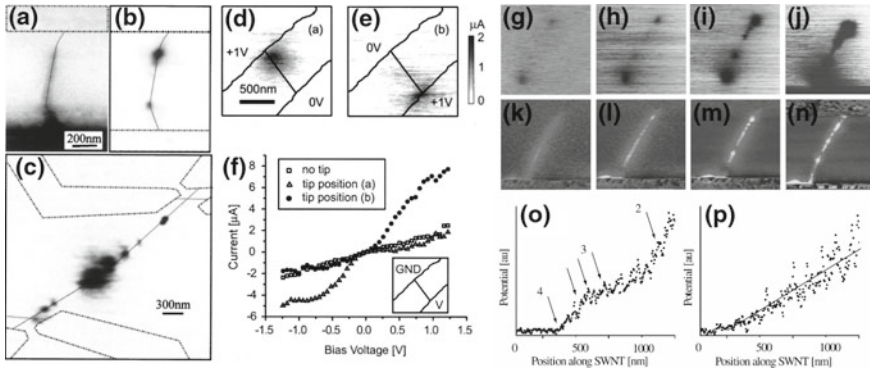 (a)
(b)
200nm
(c)
300nm
(d)
(a)
+1V
0V
500nm
(e)
(b)
0V
+1V
μA
2
1
0
(f)
no tip
tip position (a)
tip position (b)
Current [μA]
8
6
4
2
0
-2
-4
-6
GND
V
-1.5 -1.0 -0.5 0.0 0.5 1.0 1.5
Bias Voltage [V]
(g)
(h)
(i)
(j)
(k)
(l)
(m)
(n)
(o)
Potential [au]
4
3
2
0 500 1000
Position along SWNT [nm]
(p)
Potential [au]
0 500 1000
Position along SWNT [nm]